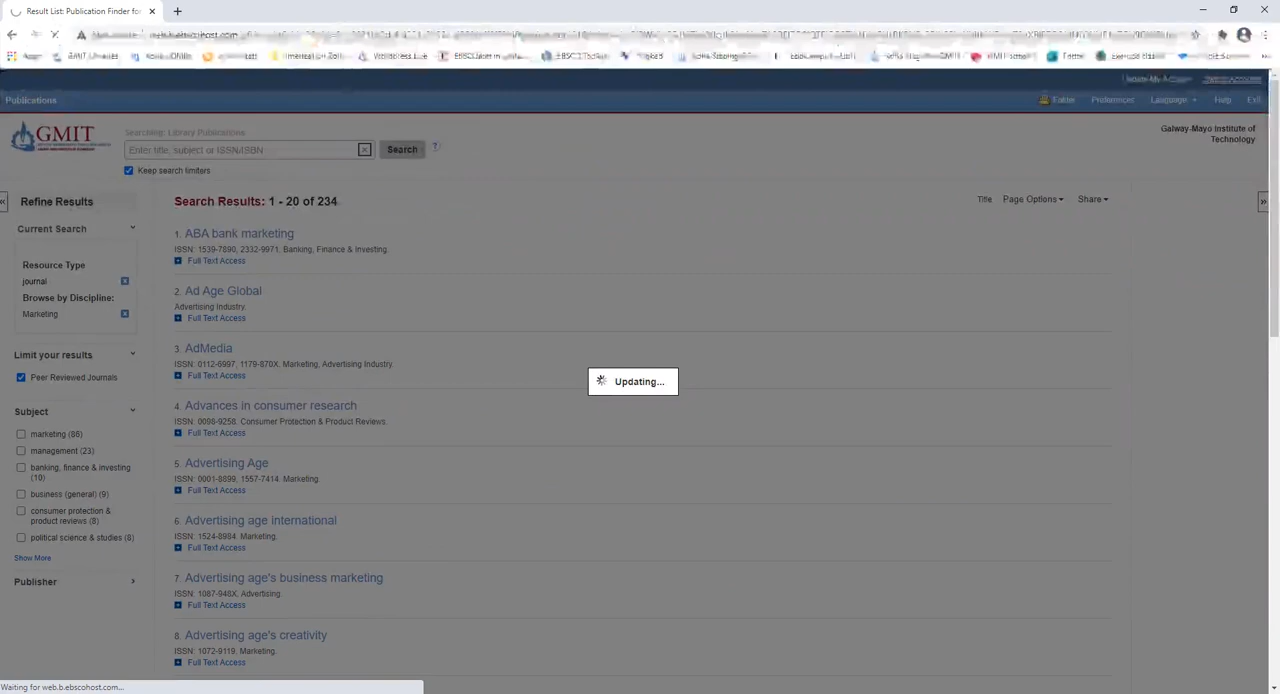 Result List: Publication Finder for
Publications
Folder Preferences Language Help Exit
GMIT
Searching: Library Publications
Enter title, subject or ISSN/ISBN
Search
Keep search limiters
Galway-Mayo Institute of
Technology
Refine Results
Current Search
Resource Type
journal
Browse by Discipline:
Marketing
Limit your results
Peer Reviewed Journals
Subject
marketing (86)
management (23)
banking, finance & investing
(10)
business (general) (9)
consumer protection &
product reviews (8)
political science & studies (8)
Show More
Publisher
Search Results: 1 - 20 of 234
Title Page Options Share
1. ABA bank marketing
ISSN: 1539-7890, 2332-9971, Banking, Finance & Investing.
Full Text Access
2. Ad Age Global
Advertising Industry.
Full Text Access
3. AdMedia
ISSN: 0112-6997, 1179-870X. Marketing, Advertising Industry.
Full Text Access
4. Advances in consumer research
ISSN: 0098-9258. Consumer Protection & Product Reviews.
Full Text Access
5. Advertising Age
ISSN: 0001-8899, 1557-7414. Marketing.
Full Text Access
6. Advertising age international
ISSN: 1524-8984. Marketing.
Full Text Access
7. Advertising age's business marketing
ISSN: 1087-948X. Advertising.
Full Text Access
8. Advertising age's creativity
ISSN: 1072-9119. Marketing.
Full Text Access
Updating...
Waiting for web.b.ebscohost.com...